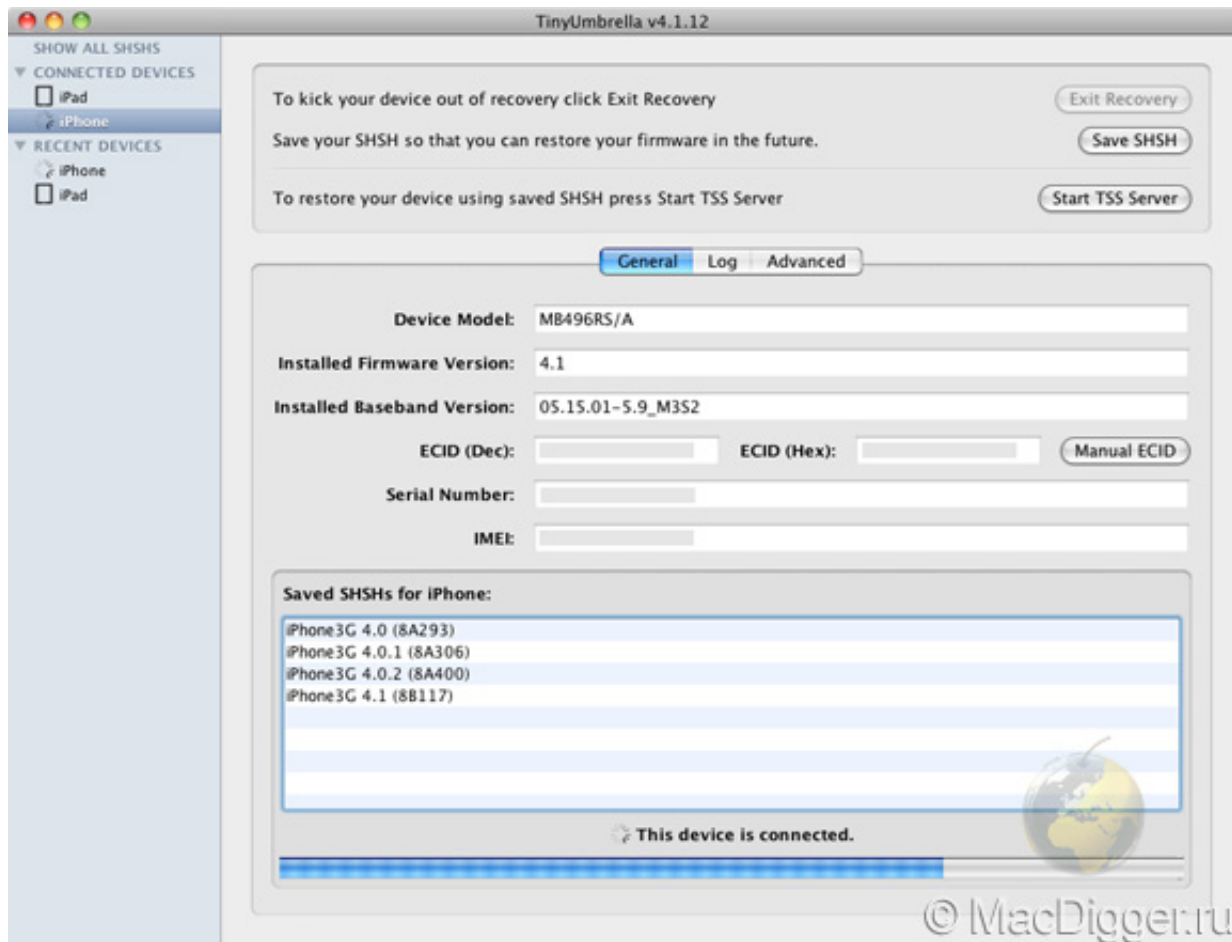 TinyUmbrella v4.1.12
SHOW ALL SHSHS
CONNECTED DEVICES
iPad
iPhone
RECENT DEVICES
iPhone
iPad
To kick your device out of recovery click Exit Recovery
Exit Recovery
Save your SHSH so that you can restore your firmware in the future.
Save SHSH
To restore your device using saved SHSH press Start TSS Server
Start TSS Server
General Log Advanced
Device Model: MB496RS/A
Installed Firmware Version: 4.1
Installed Baseband Version: 05.15.01-5.9_M3S2
ECID (Dec): ECID (Hex): Manual ECID
Serial Number:
IMEI:
Saved SHSHs for iPhone:
iPhone3G 4.0 (8A293)
iPhone3G 4.0.1 (8A306)
iPhone3G 4.0.2 (8A400)
iPhone3G 4.1 (8B117)
This device is connected.
© MacDigger.ru